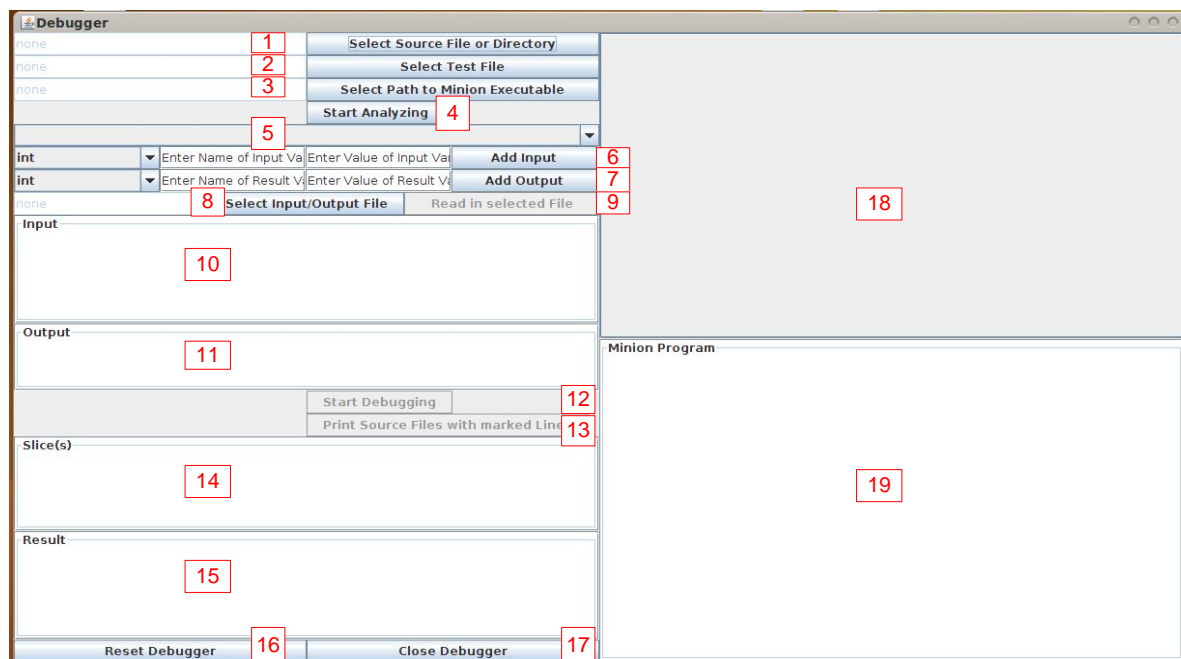 Debugger
none 1 Select Source File or Directory
none 2 Select Test File
none 3 Select Path to Minion Executable
Start Analyzing 4
5
int Enter Name of Input Va Enter Value of Input Var Add Input 6
int Enter Name of Result Va Enter Value of Result Va Add Output 7
none 8 Select Input/Output File Read in selected File 9
Input
10
Output
11
Start Debugging 12
Print Source Files with marked Line 13
Slice(s)
14
Result
15
Reset Debugger 16 Close Debugger 17
18
Minion Program
19